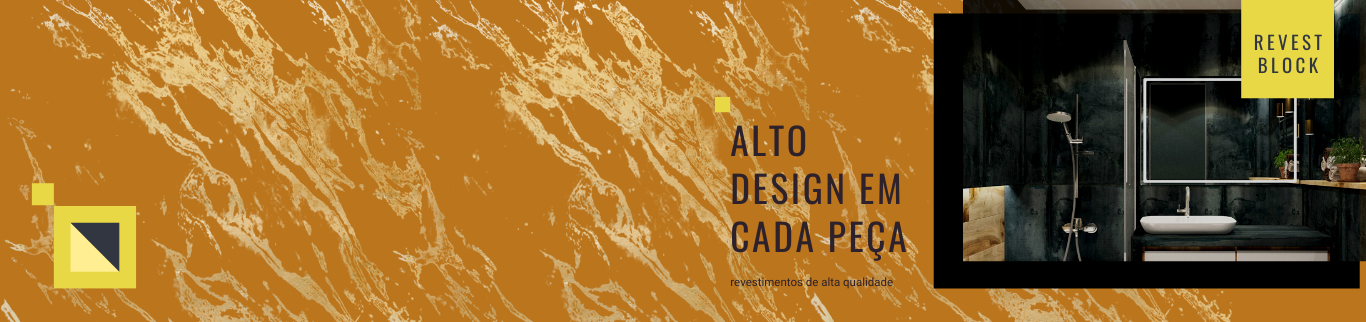 REVEST
BLOCK
ALTO
DESIGN EM
CADA PEÇA
revestimentos de alta qualidade